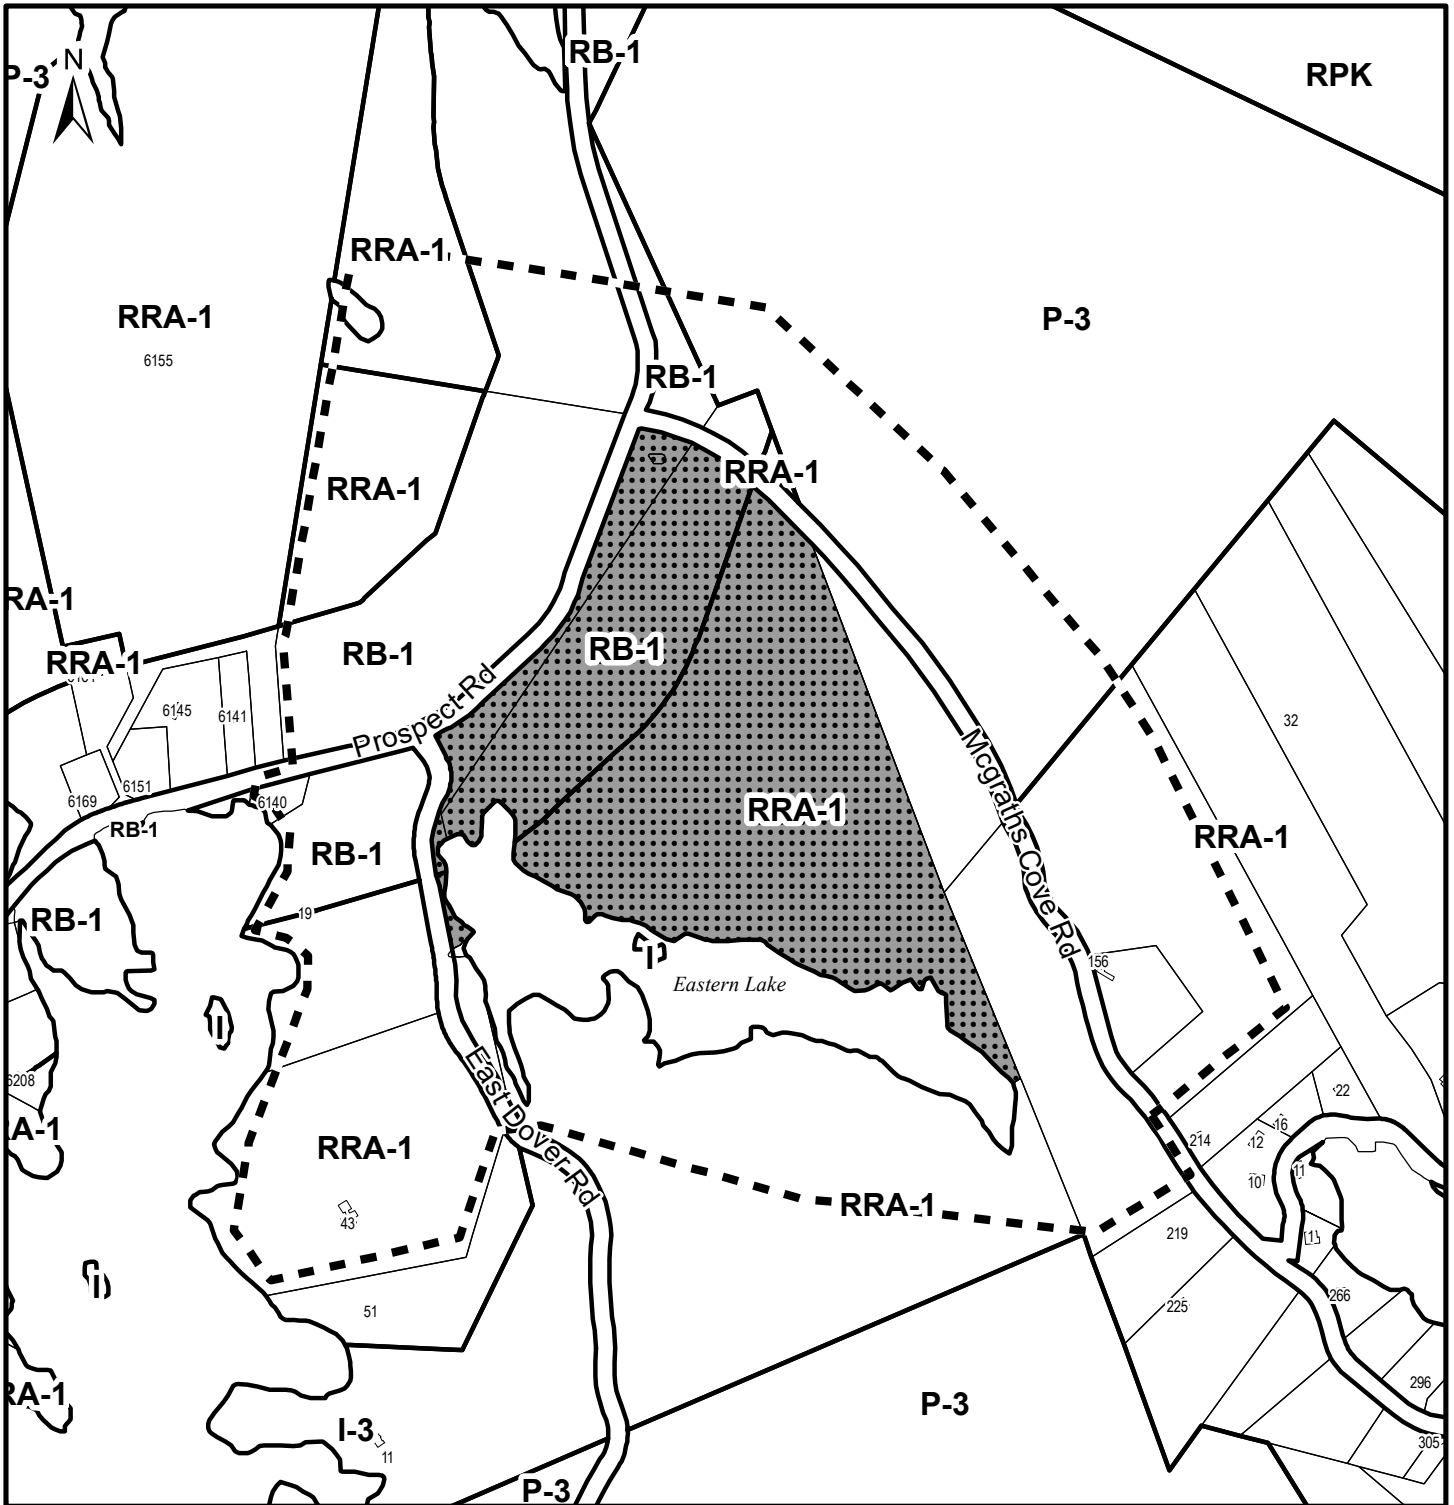 RB-1
N
P-3
RPK
RRA-1
RRA-1
P-3
6155
RB-1
RRA-1
RRA-1
RA-1
RB-1
RB-1
RRA-1
Prospect Rd
6145
6141
32
Mcgraths Cove Rd
6151
6169
6140
RB-1
RRA-1
RRA-1
RB-1
19
RB-1
156
I
Eastern Lake
I
East Dover Rd
6208
22
16
12
214
RA-1
RRA-1
10
11
RRA-1
43
219
1
I
266
225
51
296
RA-1
P-3
I-3
11
305
P-3